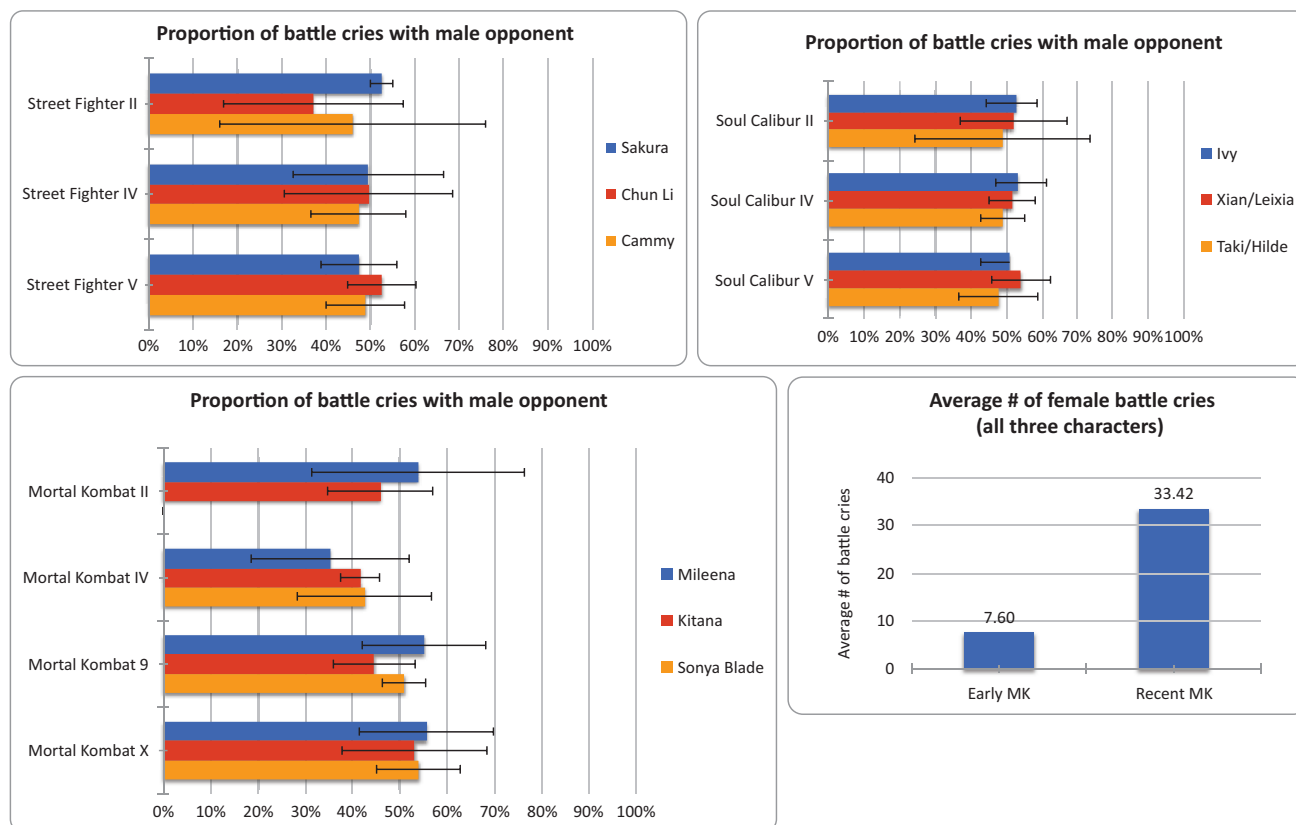 Proportion of battle cries with male opponent
Street Fighter II
Street Fighter IV
Street Fighter V
Sakura
Chun Li
Cammy
0% 10% 20% 30% 40% 50% 60% 70% 80% 90% 100%
Proportion of battle cries with male opponent
Soul Calibur II
Soul Calibur IV
Soul Calibur V
Ivy
Xian/Leixia
Taki/Hilde
0% 10% 20% 30% 40% 50% 60% 70% 80% 90% 100%
Proportion of battle cries with male opponent
Mortal Kombat II
Mortal Kombat IV
Mortal Kombat 9
Mortal Kombat X
Mileena
Kitana
Sonya Blade
0% 10% 20% 30% 40% 50% 60% 70% 80% 90% 100%
Average # of female battle cries
(all three characters)
Average # of battle cries
40
30
20
10
0
7.60
33.42
Early MK
Recent MK